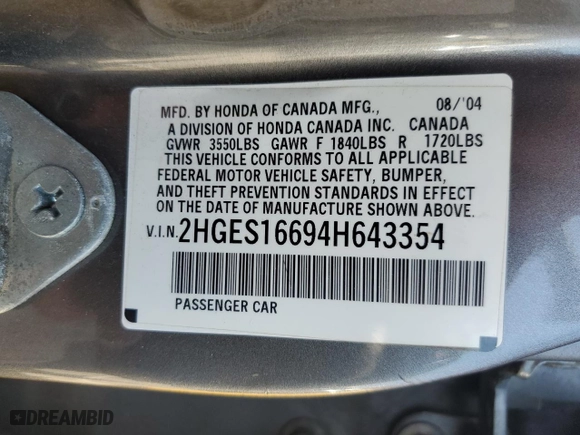 MFD. BY HONDA OF CANADA MFG., 08/'04
A DIVISION OF HONDA CANADA INC. CANADA
GVWR 3550LBS GAWR F 1840LBS R 1720LBS
THIS VEHICLE CONFORMS TO ALL APPLICABLE
FEDERAL MOTOR VEHICLE SAFETY, BUMPER,
AND THEFT PREVENTION STANDARDS IN EFFECT
ON THE DATE OF MANUFACTURE SHOWN ABOVE.
V.I.N. 2HGES16694H643354
PASSENGER CAR
DREAMBID